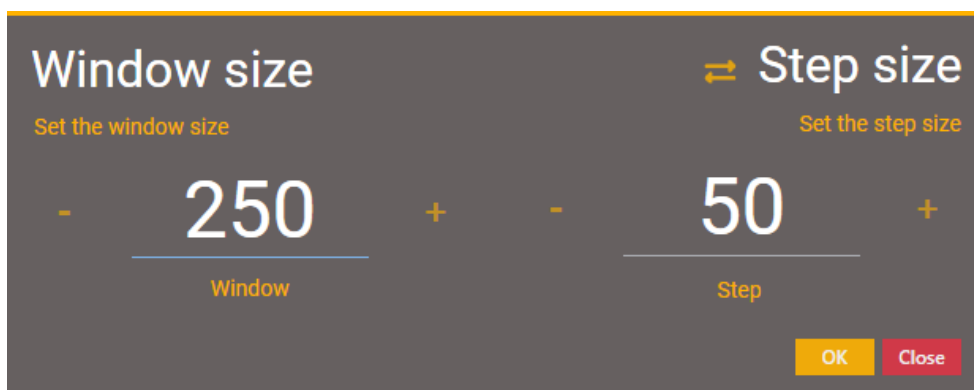 Window size
Step size
Set the window size
Set the step size
- 250 +
- 50 +
Window
Step
OK
Close